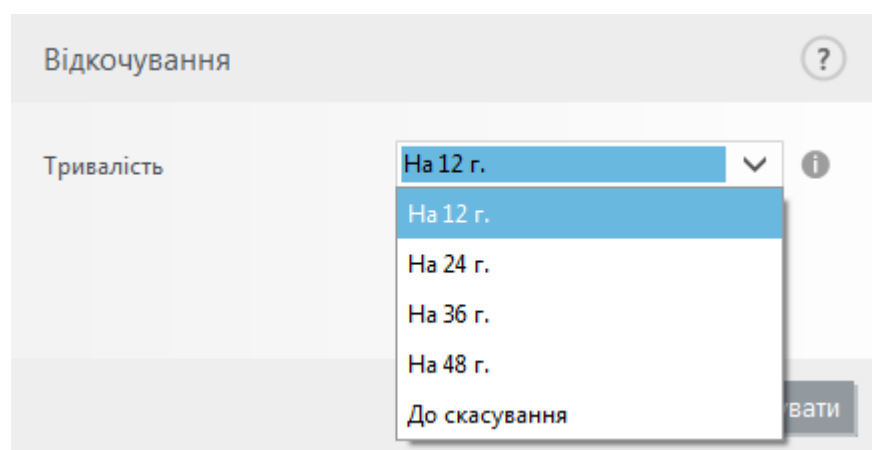 Відкочування
?
Тривалість
На 12 г.
На 12 г.
На 24 г.
На 36 г.
На 48 г.
До скасування